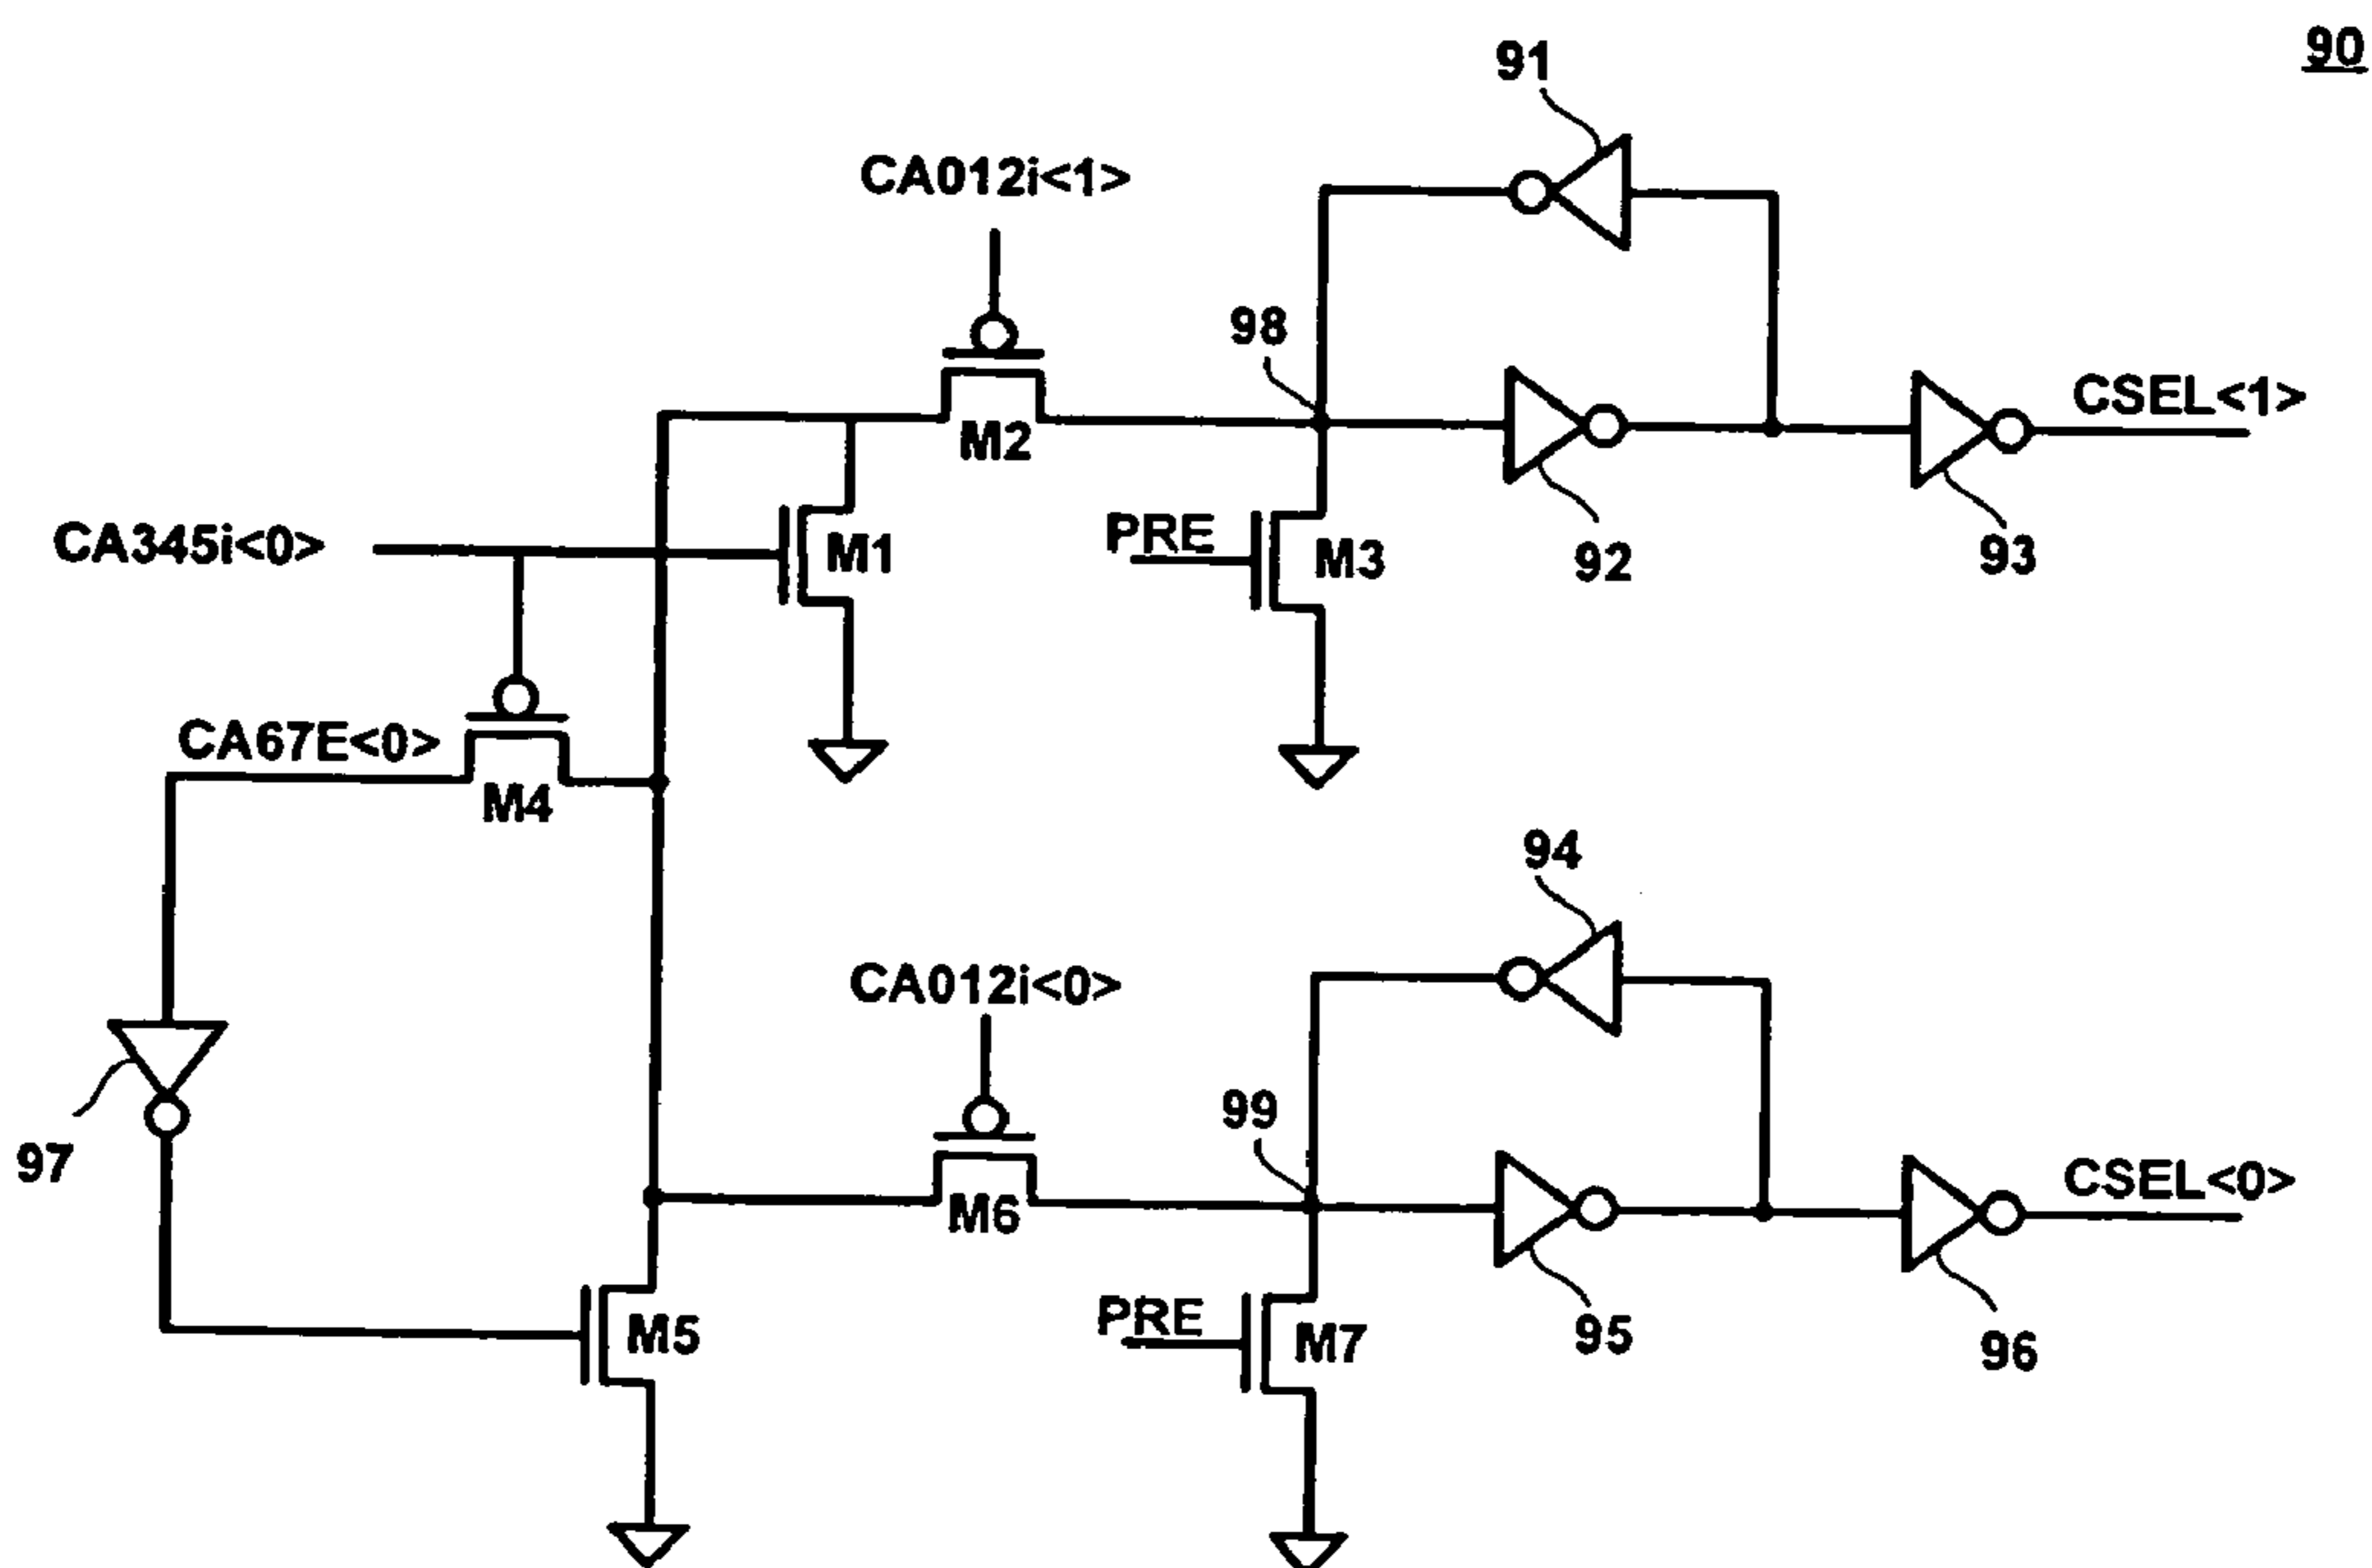 90
91
CA012i<1>
98
CSEL<1>
M2
CA345i<0>
M1
PRE
M3
92
93
CA67E<0>
M4
94
CA012i<0>
99
97
CSEL<0>
M6
M5
PRE
M7
95
96